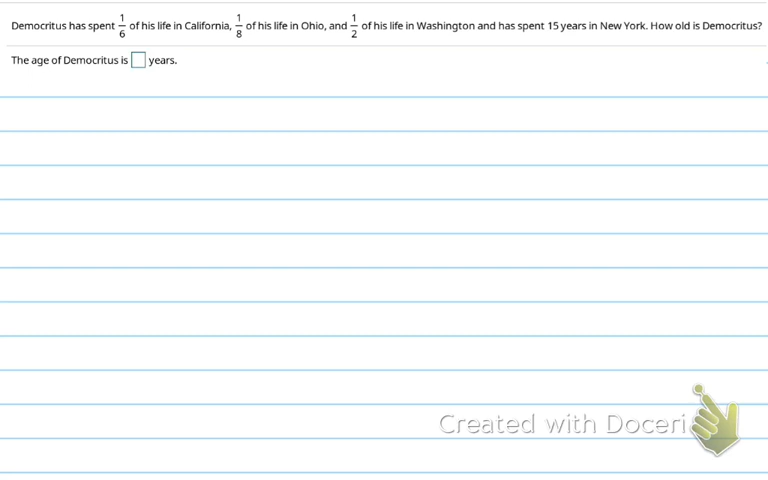 Democritus has spent 1/6 of his life in California, 1/8 of his life in Ohio, and 1/2 of his life in Washington and has spent 15 years in New York. How old is Democritus?
The age of Democritus is years.
Created with Doceri